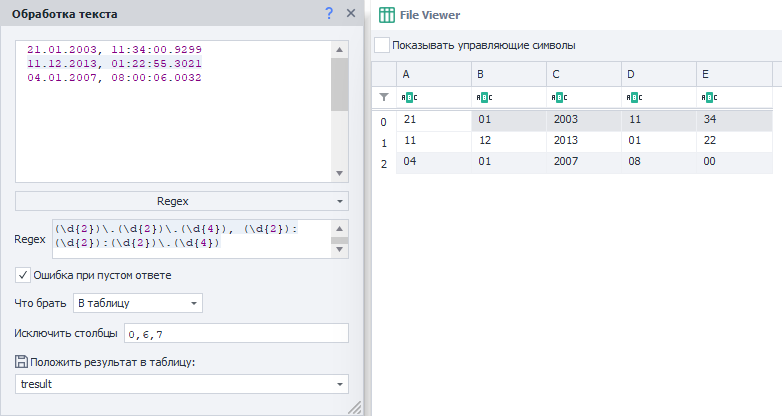 Обработка текста
? ×
21.01.2003, 11:34:00.9299
11.12.2013, 01:22:55.3021
04.01.2007, 08:00:06.0032
Regex
Regex
(\d{2})\.(\d{2})\.(\d{4}), (\d{2}):
(\d{2}):(\d{2})\.(\d{4})
Ошибка при пустом ответе
Что брать В таблицу
Исключить столбцы 0,6,7
Положить результат в таблицу:
tresult
File Viewer
Показывать управляющие символы
A B C D E
ABC ABC ABC ABC ABC
0 21 01 2003 11 34
1 11 12 2013 01 22
2 04 01 2007 08 00